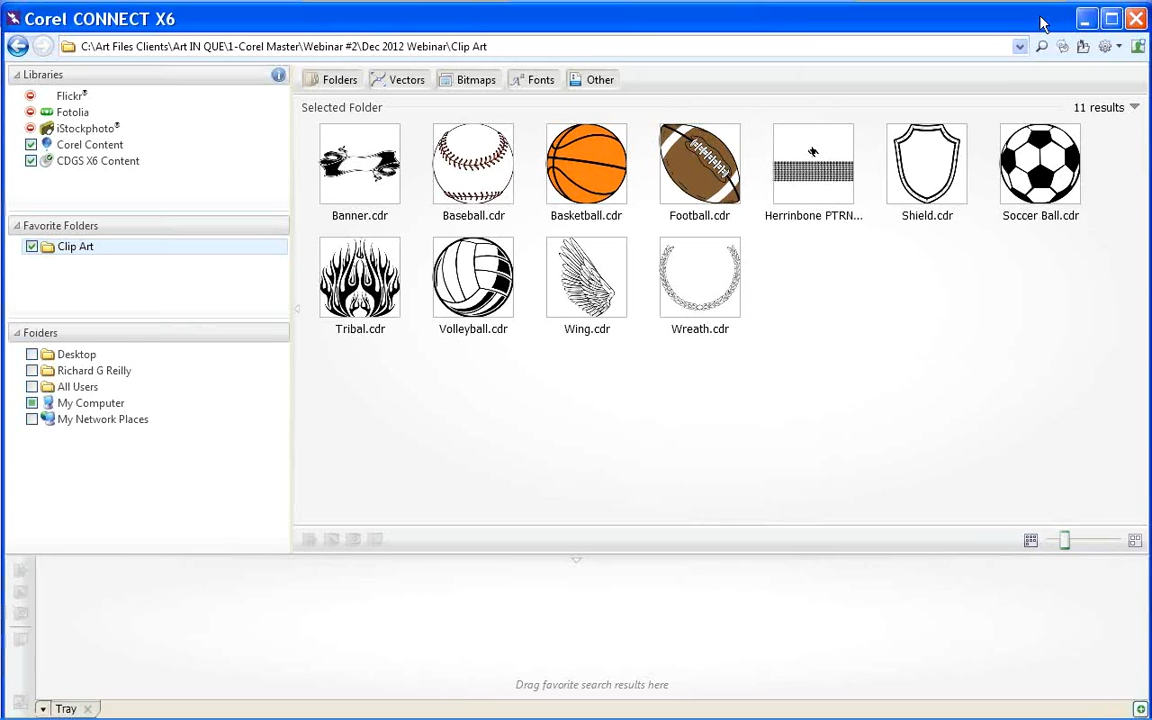 Corel CONNECT X6
C:\Art Files Clients\Art IN QUE\1-Corel Master\Webinar #2\Dec 2012 Webinar\Clip Art
Libraries
Flickr®
Fotolia
iStockphoto®
Corel Content
CDGS X6 Content
Favorite Folders
Clip Art
Folders
Desktop
Richard G Reilly
All Users
My Computer
My Network Places
Folders Vectors Bitmaps Fonts Other
Selected Folder 11 results
Banner.cdr Baseball.cdr Basketball.cdr Football.cdr Herrinbone PTRN... Shield.cdr Soccer Ball.cdr
Tribal.cdr Volleyball.cdr Wing.cdr Wreath.cdr
Drag favorite search results here
Tray